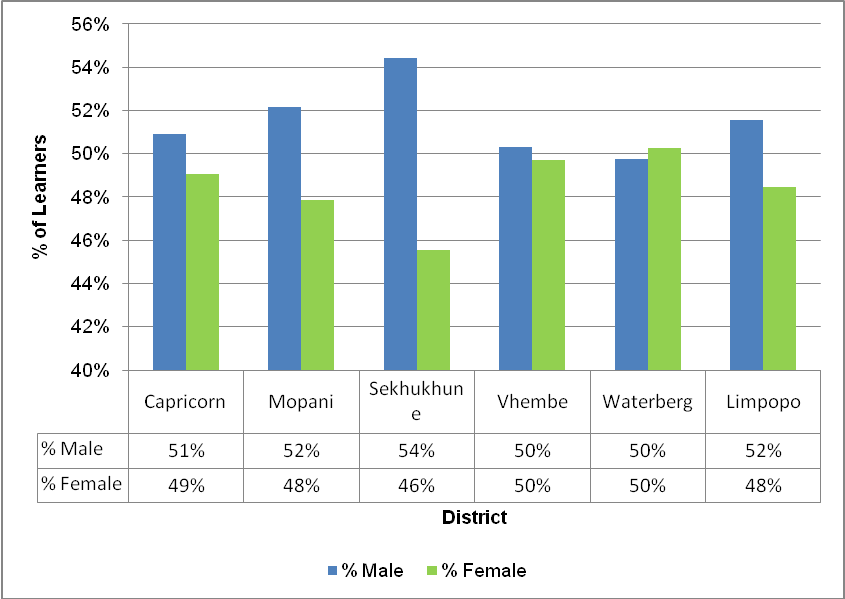 56%
54%
52%
50%
48%
46%
44%
42%
40%
% of Learners
Capricorn Mopani Sekhukhun
e Vhembe Waterberg Limpopo
% Male 51% 52% 54% 50% 50% 52%
% Female 49% 48% 46% 50% 50% 48%
District
% Male % Female